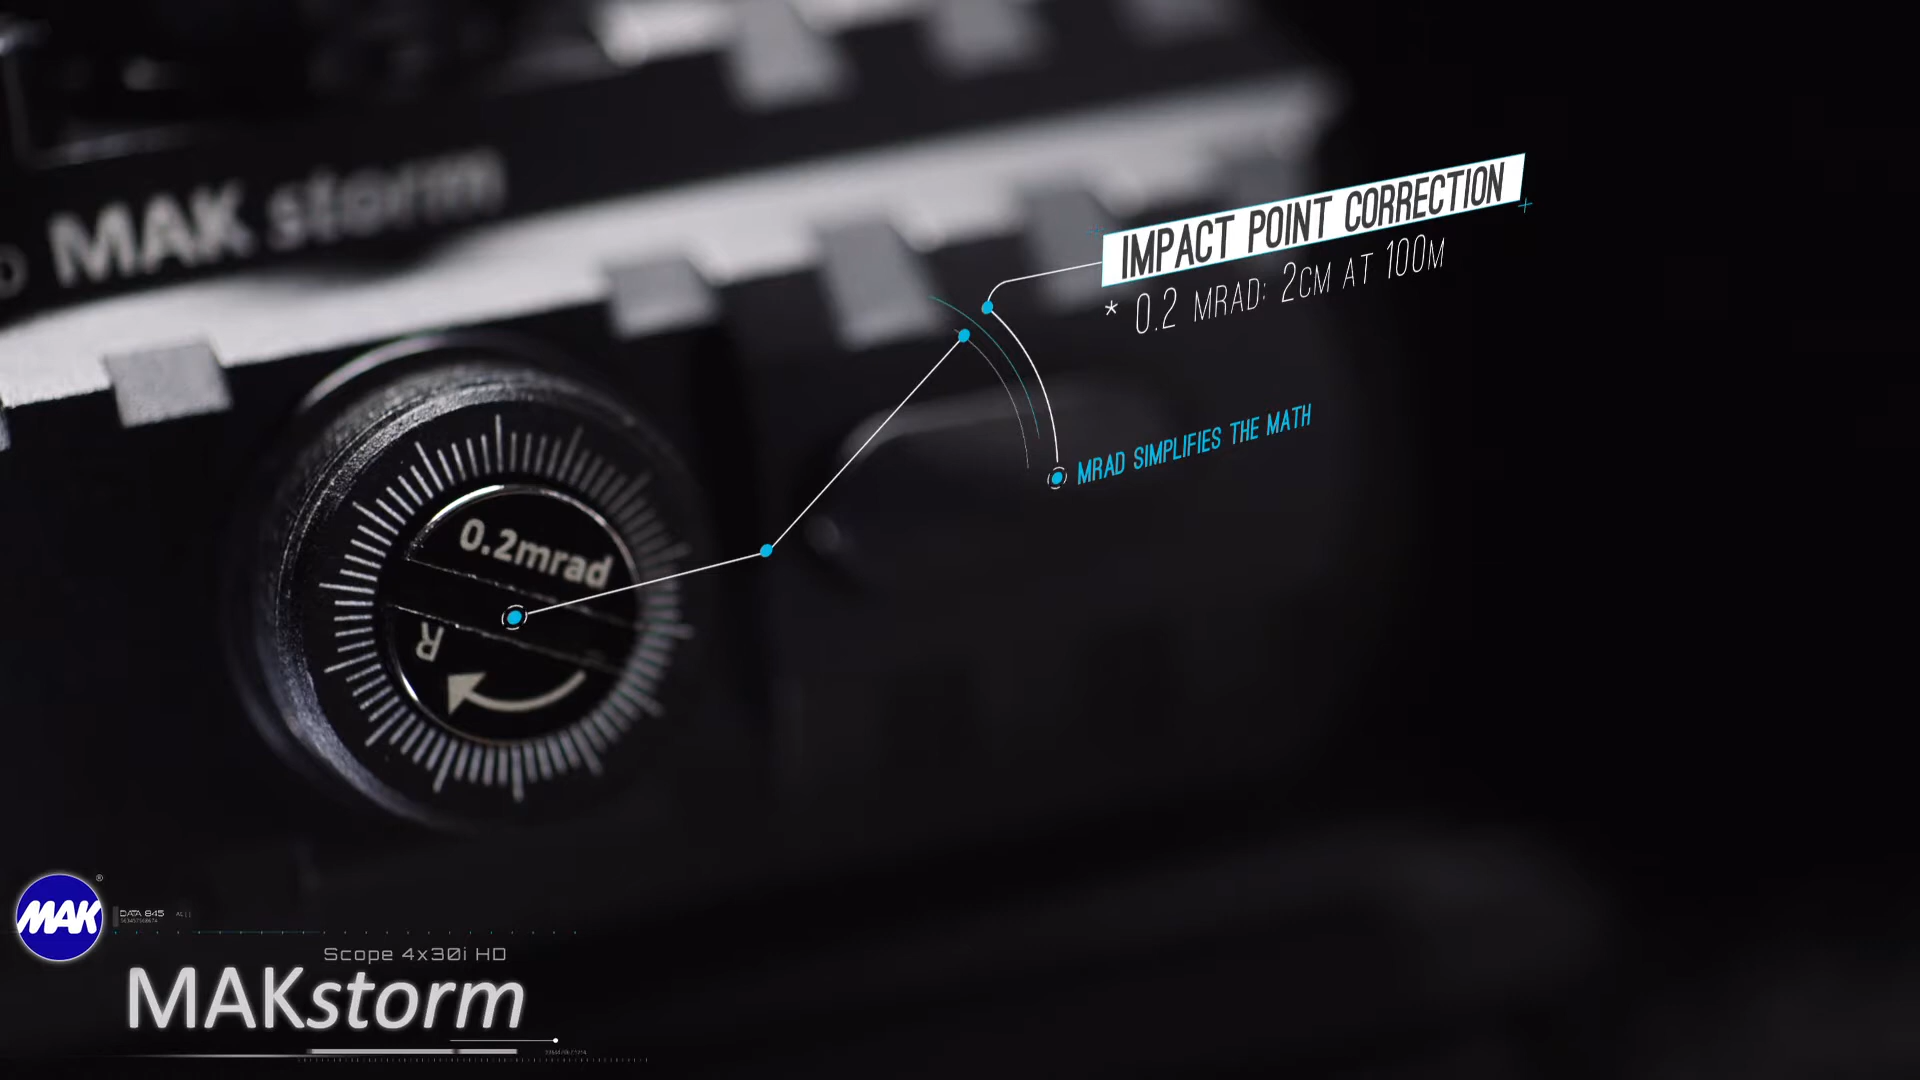 MAK storm
IMPACT POINT CORRECTION
* 0.2 MRAD: 2CM AT 100M
MRAD SIMPLIFIES THE MATH
0.2mrad
R
MAK
®
DATA 845
Scope 4x30i HD
MAKstorm